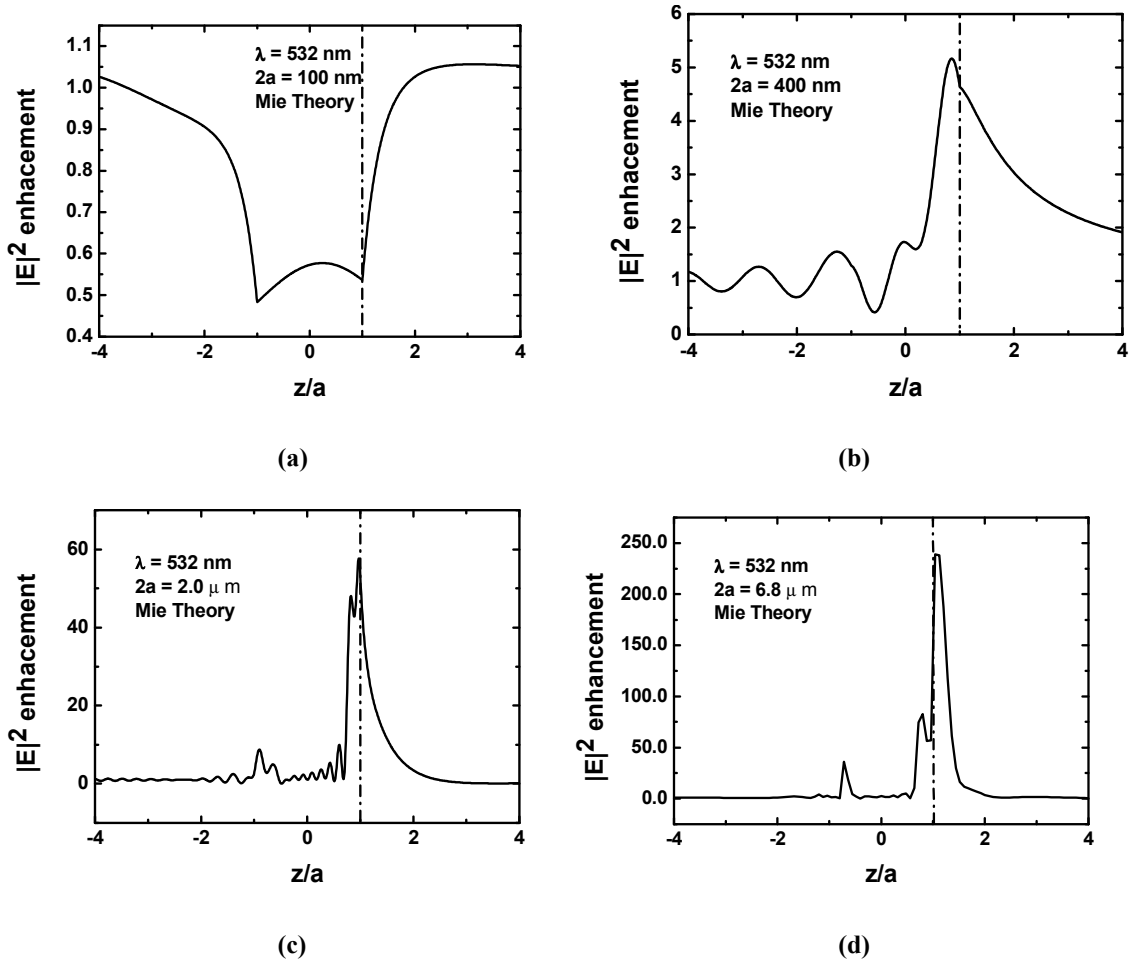 1.1
1.0
0.9
0.8
0.7
0.6
0.5
0.4
|E|² enhacement
λ = 532 nm
2a = 100 nm
Mie Theory
-4 -2 0 2 4
z/a
(a)
6
5
4
3
2
1
0
|E|² enhacement
λ = 532 nm
2a = 400 nm
Mie Theory
-4 -2 0 2 4
z/a
(b)
60
40
20
0
|E|² enhacement
λ = 532 nm
2a = 2.0 μ m
Mie Theory
-4 -2 0 2 4
z/a
(c)
250.0
200.0
150.0
100.0
50.0
0.0
|E|² enhancement
λ = 532 nm
2a = 6.8 μ m
Mie Theory
-4 -2 0 2 4
z/a
(d)